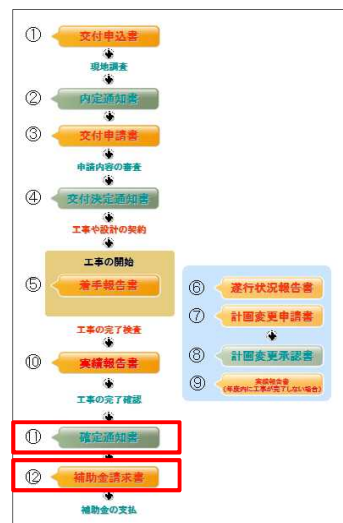 ① 交付申込書
現地調査
② 内定通知書
③ 交付申請書
申請内容の審査
④ 交付決定通知書
工事や設計の契約
工事の開始
⑤ 着手報告書
工事の完了検査
⑩ 実績報告書
工事の完了確認
⑪ 確定通知書
⑫ 補助金請求書
補助金の支払
⑥ 遂行状況報告書
⑦ 計画変更申請書
⑧ 計画変更承認書
⑨ 実績報告書
(年度内に工事が完了しない場合)